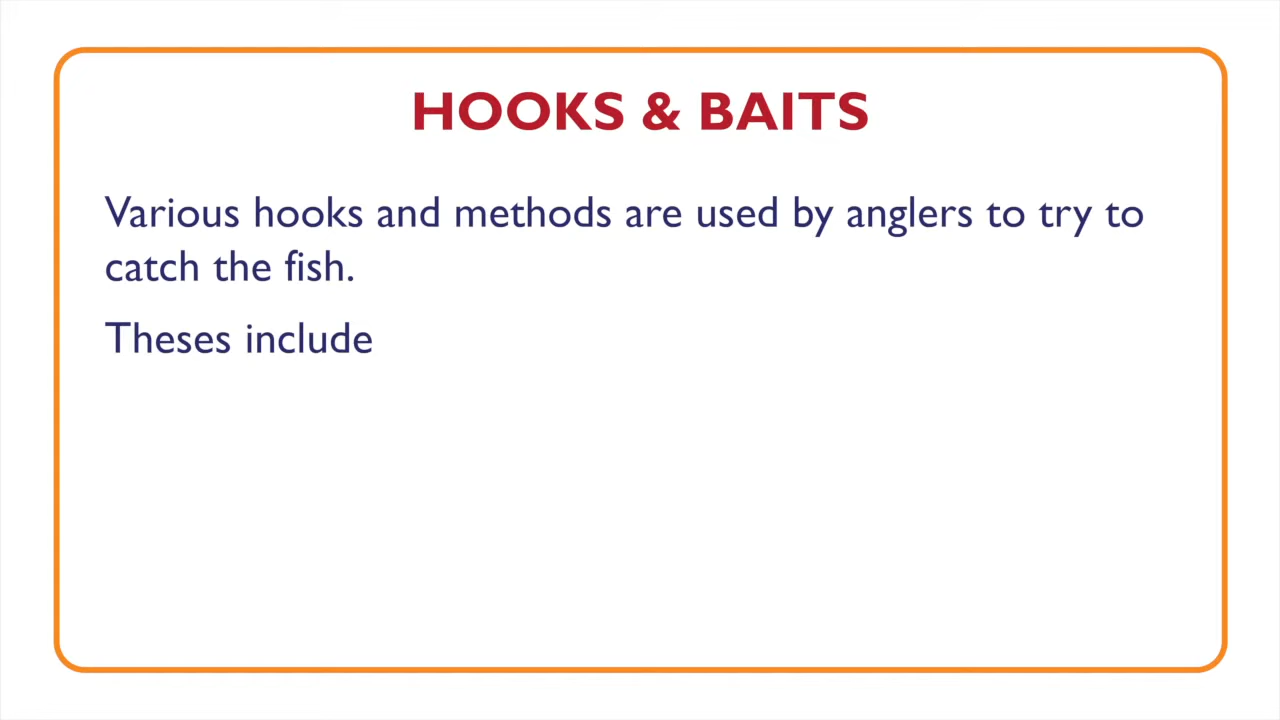 HOOKS & BAITS
Various hooks and methods are used by anglers to try to
catch the fish.
Theses include